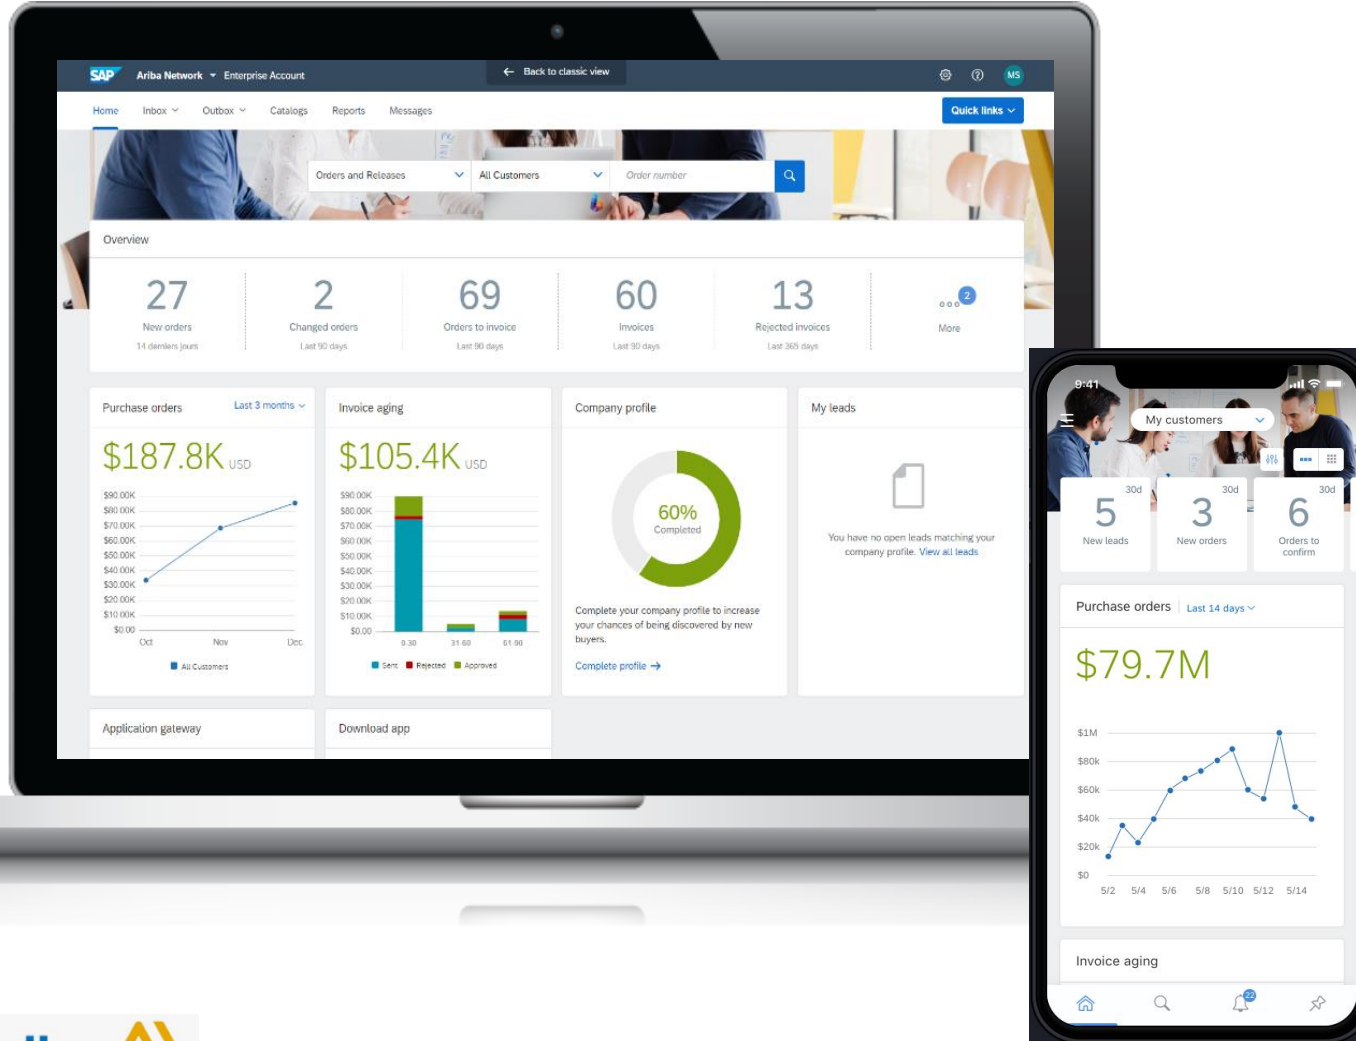 SAP Ariba Network Enterprise Account Back to classic view MS
Home Inbox Outbox Catalogs Reports Messages Quick links
Orders and Releases All Customers Order number
Overview
27 2 69 60 13 2
New orders Changed orders Orders to invoice Invoices Rejected invoices More
14 derniers jours Last 90 days Last 90 days Last 90 days Last 365 days
Purchase orders Last 3 months
$187.8K USD
$90.00K
$80.00K
$70.00K
$60.00K
$50.00K
$40.00K
$30.00K
$20.00K
$10.00K
$0.00
Oct Nov Dec
All Customers
Invoice aging
$105.4K USD
$90.00K
$80.00K
$70.00K
$60.00K
$50.00K
$40.00K
$30.00K
$20.00K
$10.00K
$0.00
0-30 31-60 61-90
Sent Rejected Approved
Company profile
60%
Completed
Complete your company profile to increase
your chances of being discovered by new
buyers.
Complete profile
My leads
You have no open leads matching your
company profile. View all leads
Application gateway
Download app
9:41
My customers
30d 30d 30d
5 3 6
New leads New orders Orders to
confirm
Purchase orders Last 14 days
$79.7M
$1M
$80k
$60k
$40k
$20k
$0
5/2 5/4 5/6 5/8 5/10 5/12 5/14
Invoice aging
22